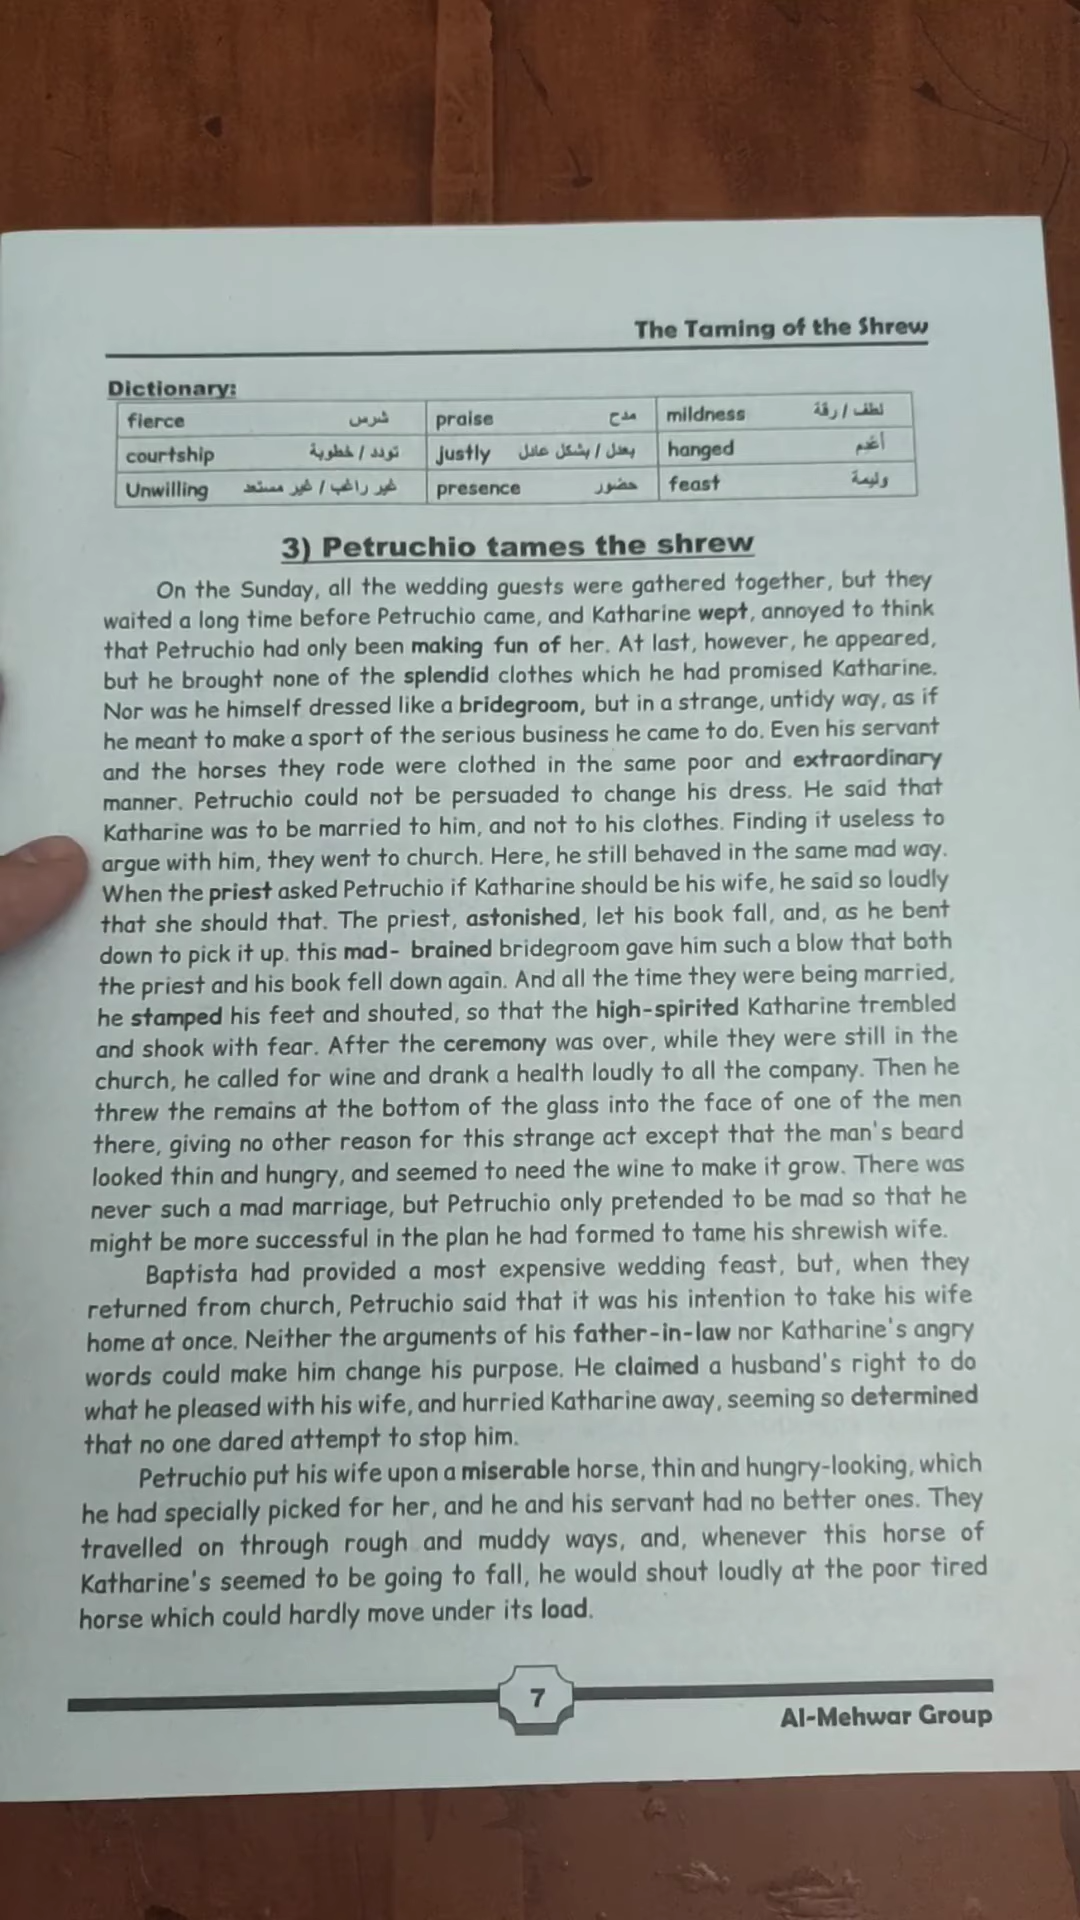 The Taming of the Shrew
Dictionary:
fierce شرس praise مدح mildness لطف / رقة
courtship تودد / خطوبة justly بعدل / بشكل عادل hanged
Unwilling غير راغب / غير مستعد presence حضور feast وليمة
3) Petruchio tames the shrew
On the Sunday, all the wedding guests were gathered together, but they
waited a long time before Petruchio came, and Katharine wept, annoyed to think
that Petruchio had only been making fun of her. At last, however, he appeared,
but he brought none of the splendid clothes which he had promised Katharine.
Nor was he himself dressed like a bridegroom, but in a strange, untidy way, as if
he meant to make a sport of the serious business he came to do. Even his servant
and the horses they rode were clothed in the same poor and extraordinary
manner. Petruchio could not be persuaded to change his dress. He said that
Katharine was to be married to him, and not to his clothes. Finding it useless to
argue with him, they went to church. Here, he still behaved in the same mad way.
When the priest asked Petruchio if Katharine should be his wife, he said so loudly
that she should that. The priest, astonished, let his book fall, and, as he bent
down to pick it up. this mad- brained bridegroom gave him such a blow that both
the priest and his book fell down again. And all the time they were being married,
he stamped his feet and shouted, so that the high-spirited Katharine trembled
and shook with fear. After the ceremony was over, while they were still in the
church, he called for wine and drank a health loudly to all the company. Then he
threw the remains at the bottom of the glass into the face of one of the men
there, giving no other reason for this strange act except that the man's beard
looked thin and hungry, and seemed to need the wine to make it grow. There was
never such a mad marriage, but Petruchio only pretended to be mad so that he
might be more successful in the plan he had formed to tame his shrewish wife.
Baptista had provided a most expensive wedding feast, but, when they
returned from church, Petruchio said that it was his intention to take his wife
home at once. Neither the arguments of his father-in-law nor Katharine's angry
words could make him change his purpose. He claimed a husband's right to do
what he pleased with his wife, and hurried Katharine away, seeming so determined
that no one dared attempt to stop him.
Petruchio put his wife upon a miserable horse, thin and hungry-looking, which
he had specially picked for her, and he and his servant had no better ones. They
travelled on through rough and muddy ways, and, whenever this horse of
Katharine's seemed to be going to fall, he would shout loudly at the poor tired
horse which could hardly move under its load.
7
Al-Mehwar Group